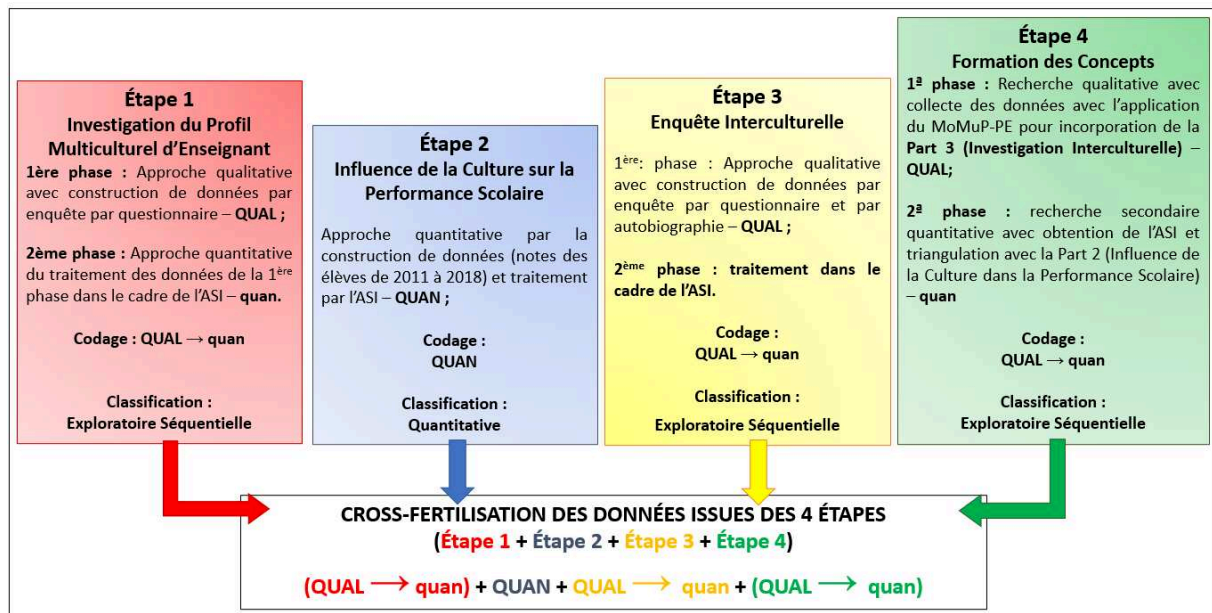 Étape 1
Investigation du Profil
Multiculturel d'Enseignant
1ère phase : Approche qualitative
avec construction de données par
enquête par questionnaire – QUAL ;
2ème phase : Approche quantitative
du traitement des données de la 1ère
phase dans le cadre de l'ASI – quan.
Codage : QUAL → quan
Classification :
Exploratoire Séquentielle
Étape 2
Influence de la Culture sur la
Performance Scolaire
Approche quantitative par la
construction de données (notes des
élèves de 2011 à 2018) et traitement
par l'ASI – QUAN ;
Codage :
QUAN
Classification :
Quantitative
Étape 3
Enquête Interculturelle
1ère: phase : Approche qualitative
avec construction de données par
enquête par questionnaire et par
autobiographie – QUAL ;
2ème phase : traitement dans le
cadre de l'ASI.
Codage :
QUAL → quan
Classification :
Exploratoire Séquentielle
Étape 4
Formation des Concepts
1ª phase : Recherche qualitative avec
collecte des données avec l'application
du MoMuP-PE pour incorporation de la
Part 3 (Investigation Interculturelle) –
QUAL;
2ª phase : recherche secondaire
quantitative avec obtention de l'ASI et
triangulation avec la Part 2 (Influence de
la Culture dans la Performance Scolaire)
– quan
Codage :
QUAL → quan
Classification :
Exploratoire Séquentielle
CROSS-FERTILISATION DES DONNÉES ISSUES DES 4 ÉTAPES
(Étape 1 + Étape 2 + Étape 3 + Étape 4)
(QUAL → quan) + QUAN + QUAL → quan + (QUAL → quan)